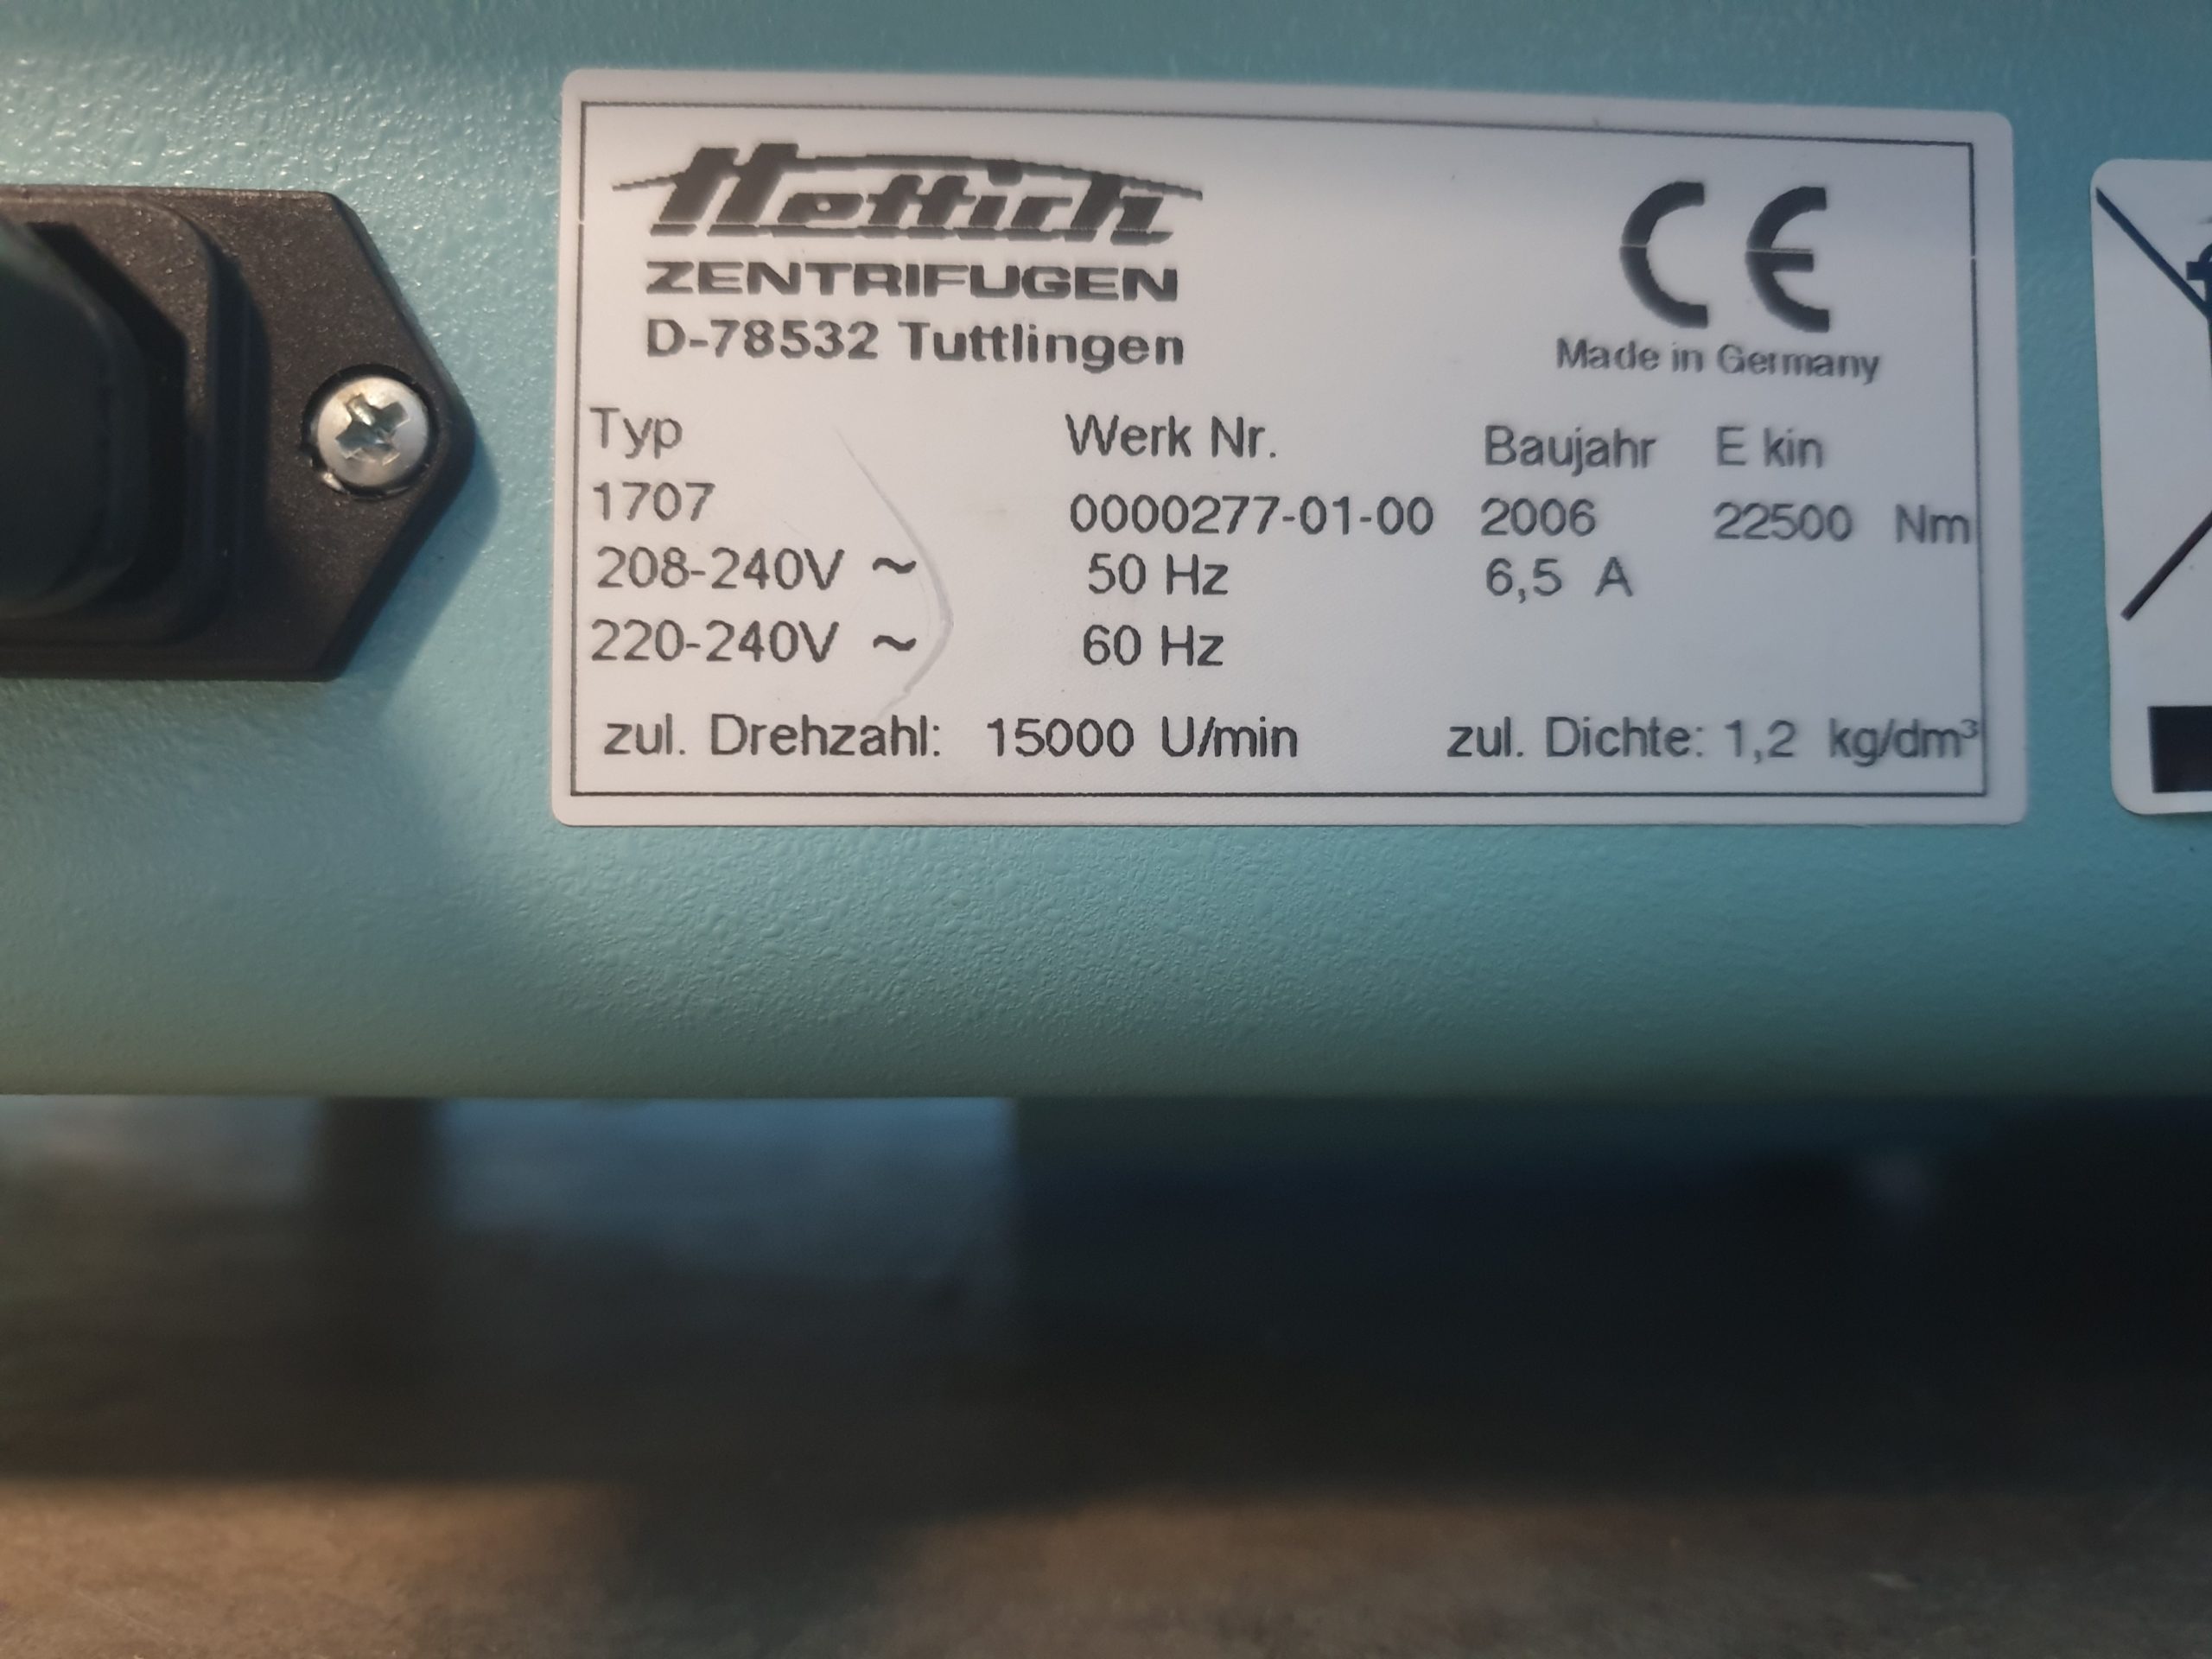 Hettich
ZENTRIFUGEN
D-78532 Tuttlingen
CE
Made in Germany
Typ Werk Nr. Baujahr E kin
1707 0000277-01-00 2006 22500 Nm
208-240V ~ 50 Hz 6,5 A
220-240V ~ 60 Hz
zul. Drehzahl: 15000 U/min zul. Dichte: 1,2 kg/dm³